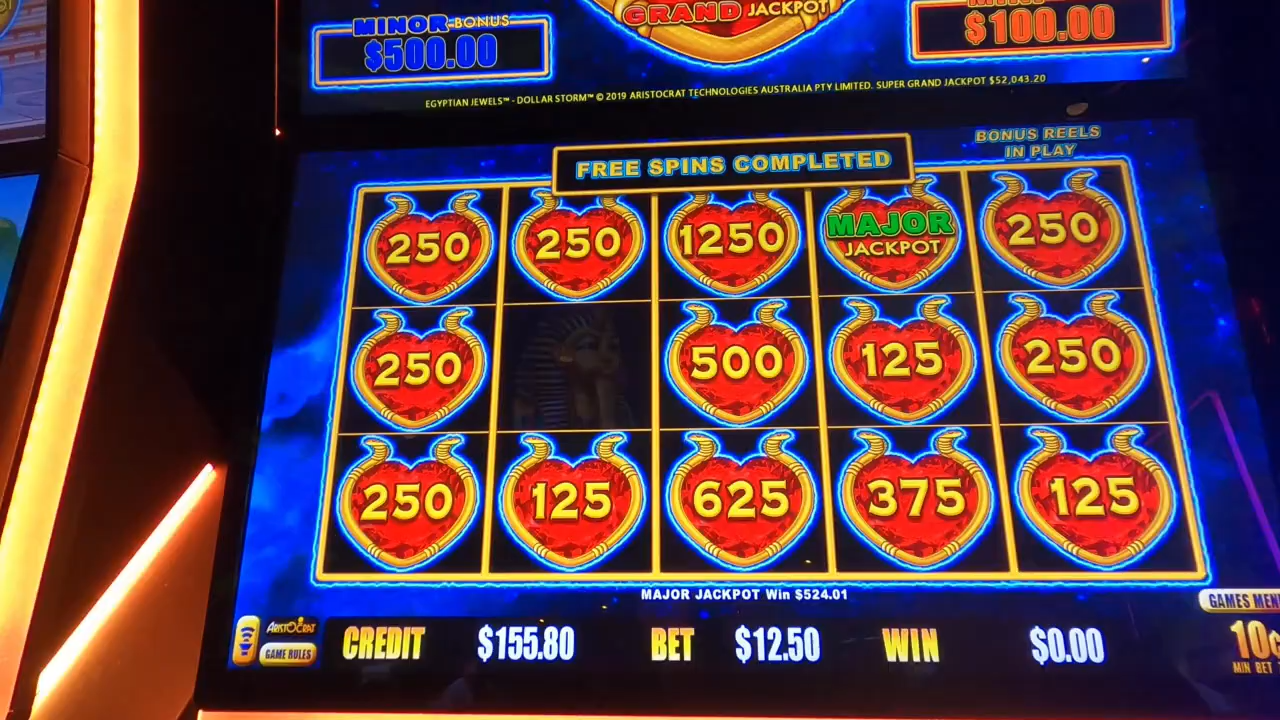 GRAND JACKPOT
MINOR BONUS
$500.00
$100.00
EGYPTIAN JEWELS™ - DOLLAR STORM™ © 2019 ARISTOCRAT TECHNOLOGIES AUSTRALIA PTY LIMITED. SUPER GRAND JACKPOT $52,043.20
BONUS REELS
IN PLAY
FREE SPINS COMPLETED
250 250 1250 MAJOR JACKPOT 250
250 500 125 250
250 125 625 375 125
MAJOR JACKPOT Win $524.01
ARISTOCRAT
GAME RULES
CREDIT $155.80 BET $12.50 WIN $0.00
GAMES MENU
10¢
MIN BET